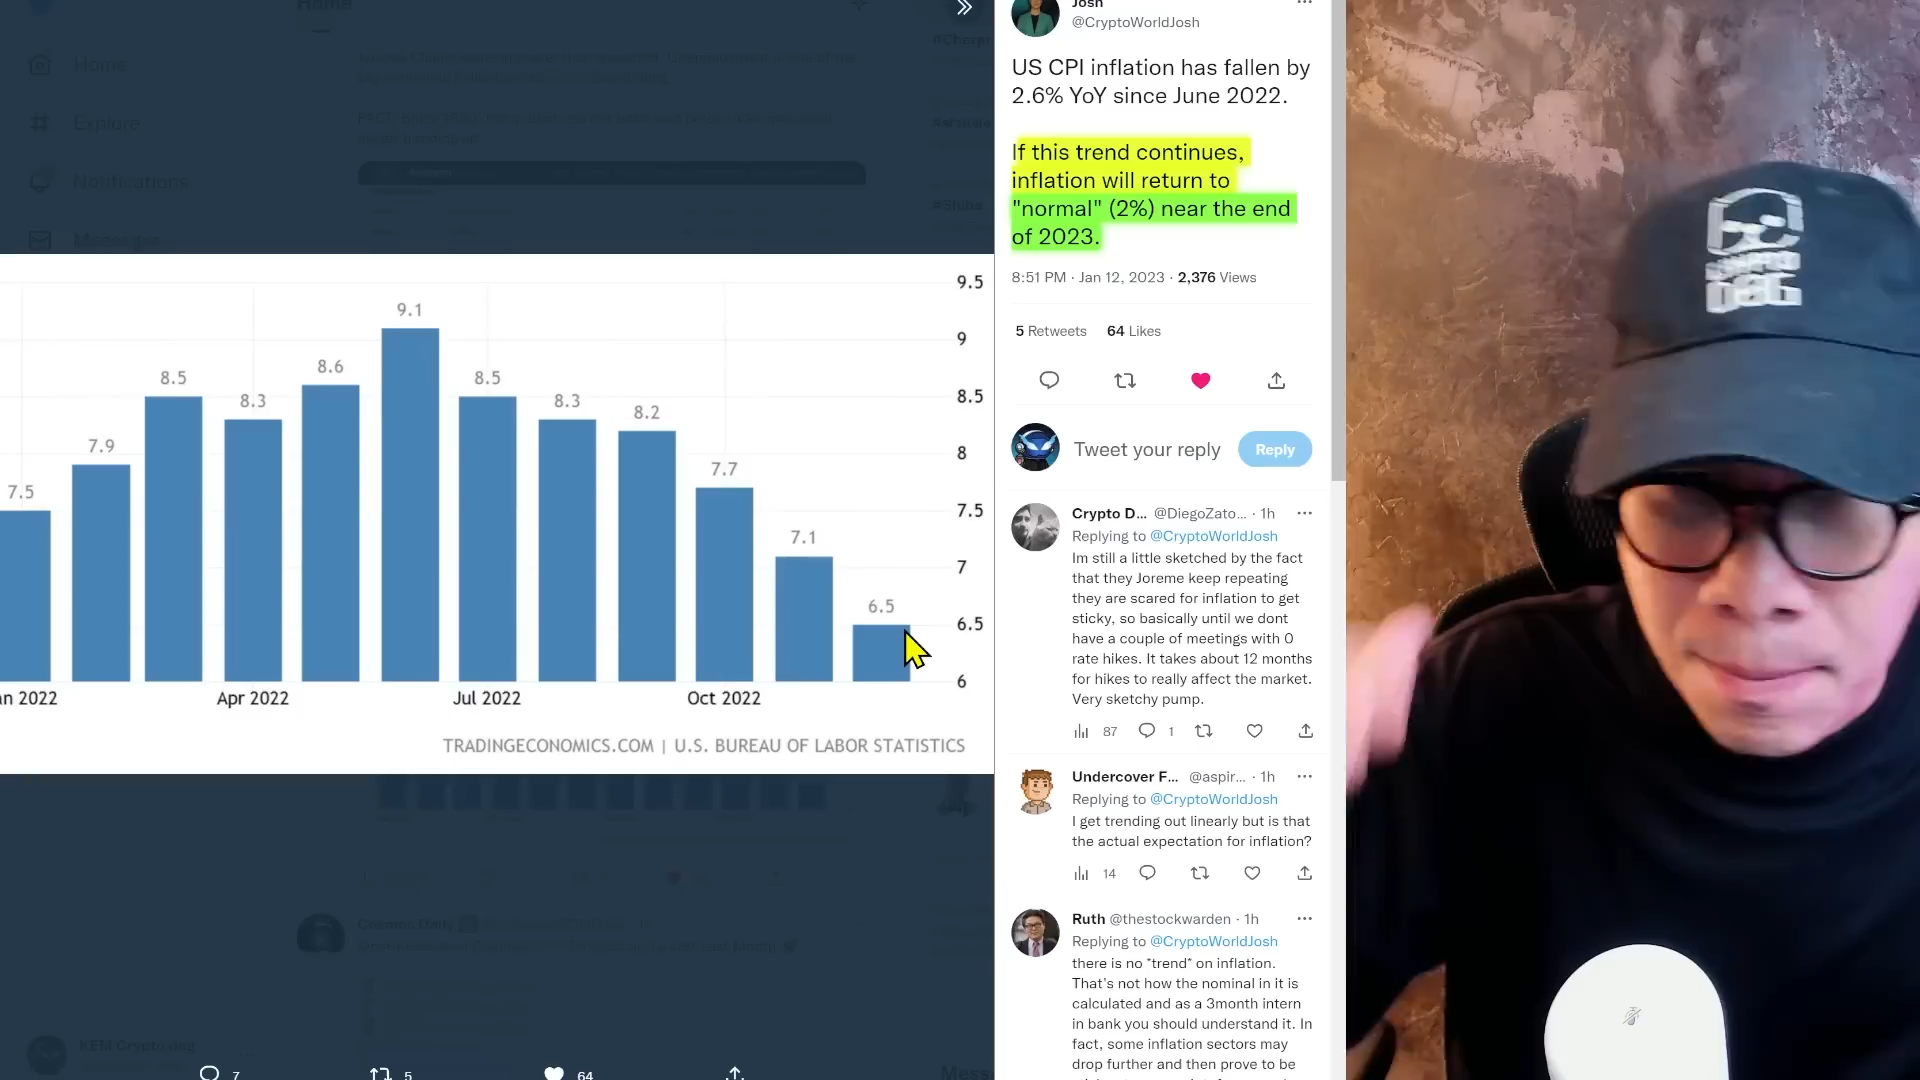 Home
Home
Explore
Notifications
Messages
9.5
9
8.5
8
7.5
7
6.5
6
7.5
7.9
8.5
8.3
8.6
9.1
8.5
8.3
8.2
7.7
7.1
6.5
an 2022
Apr 2022
Jul 2022
Oct 2022
TRADINGECONOMICS.COM | U.S. BUREAU OF LABOR STATISTICS
KEM Crypto.dng
7
5
64
Josh
@CryptoWorldJosh
US CPI inflation has fallen by
2.6% YoY since June 2022.
If this trend continues,
inflation will return to
"normal" (2%) near the end
of 2023.
8:51 PM · Jan 12, 2023 · 2,376 Views
5 Retweets 64 Likes
Tweet your reply
Reply
Crypto D... @DiegoZato... · 1h
Replying to @CryptoWorldJosh
Im still a little sketched by the fact
that they Joreme keep repeating
they are scared for inflation to get
sticky, so basically until we dont
have a couple of meetings with 0
rate hikes. It takes about 12 months
for hikes to really affect the market.
Very sketchy pump.
87
1
Undercover F... @aspir... · 1h
Replying to @CryptoWorldJosh
I get trending out linearly but is that
the actual expectation for inflation?
14
Ruth @thestockwarden · 1h
Replying to @CryptoWorldJosh
there is no *trend* on inflation.
That's not how the nominal in it is
calculated and as a 3month intern
in bank you should understand it. In
fact, some inflation sectors may
drop further and then prove to be